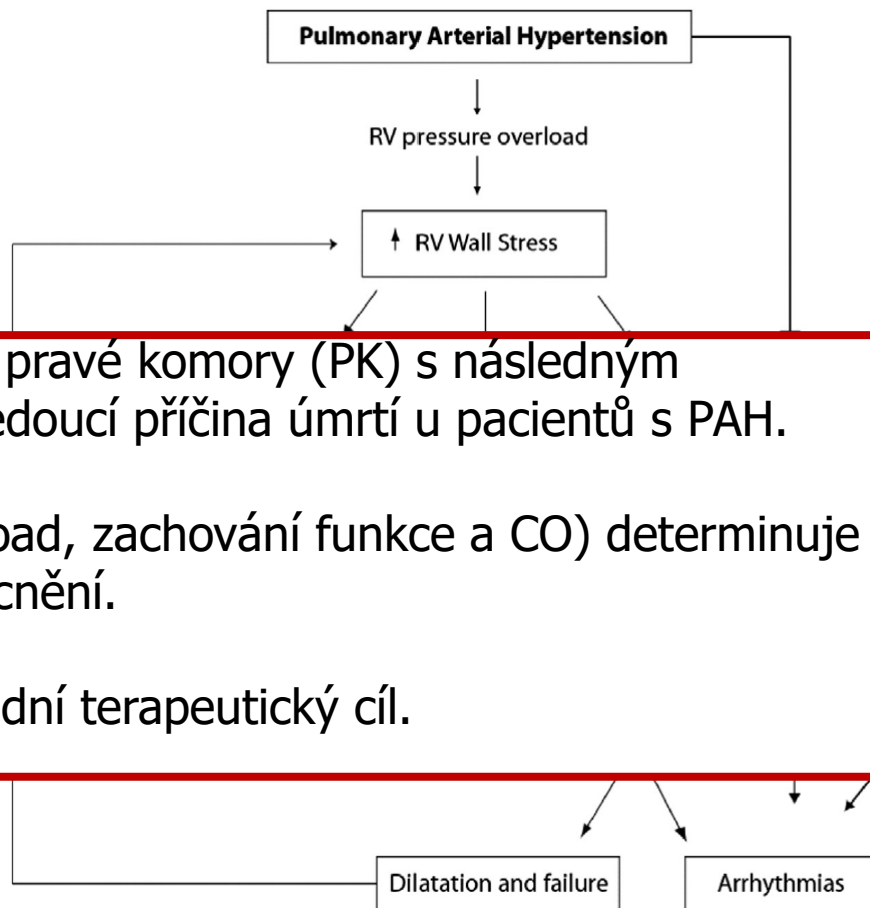 Pulmonary Arterial Hypertension
RV pressure overload
RV Wall Stress
pravé komory (PK) s následným
edoucí příčina úmrtí u pacientů s PAH.
oad, zachování funkce a CO) determinuje
cnění.
dní terapeutický cíl.
Dilatation and failure
Arrhythmias